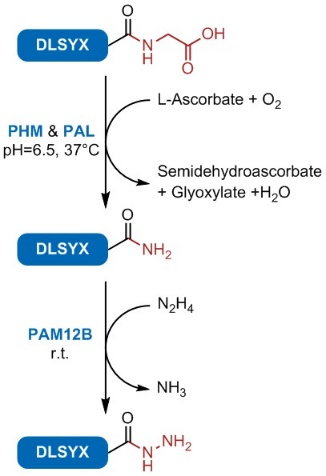 DLSYX
O
N
H
OH
O
L-Ascorbate + O₂
PHM & PAL
pH=6.5, 37°C
Semidehydroascorbate
+ Glyoxylate +H₂O
O
DLSYX
NH₂
N₂H₄
PAM12B
r.t.
NH₃
O
DLSYX
N
H
NH₂